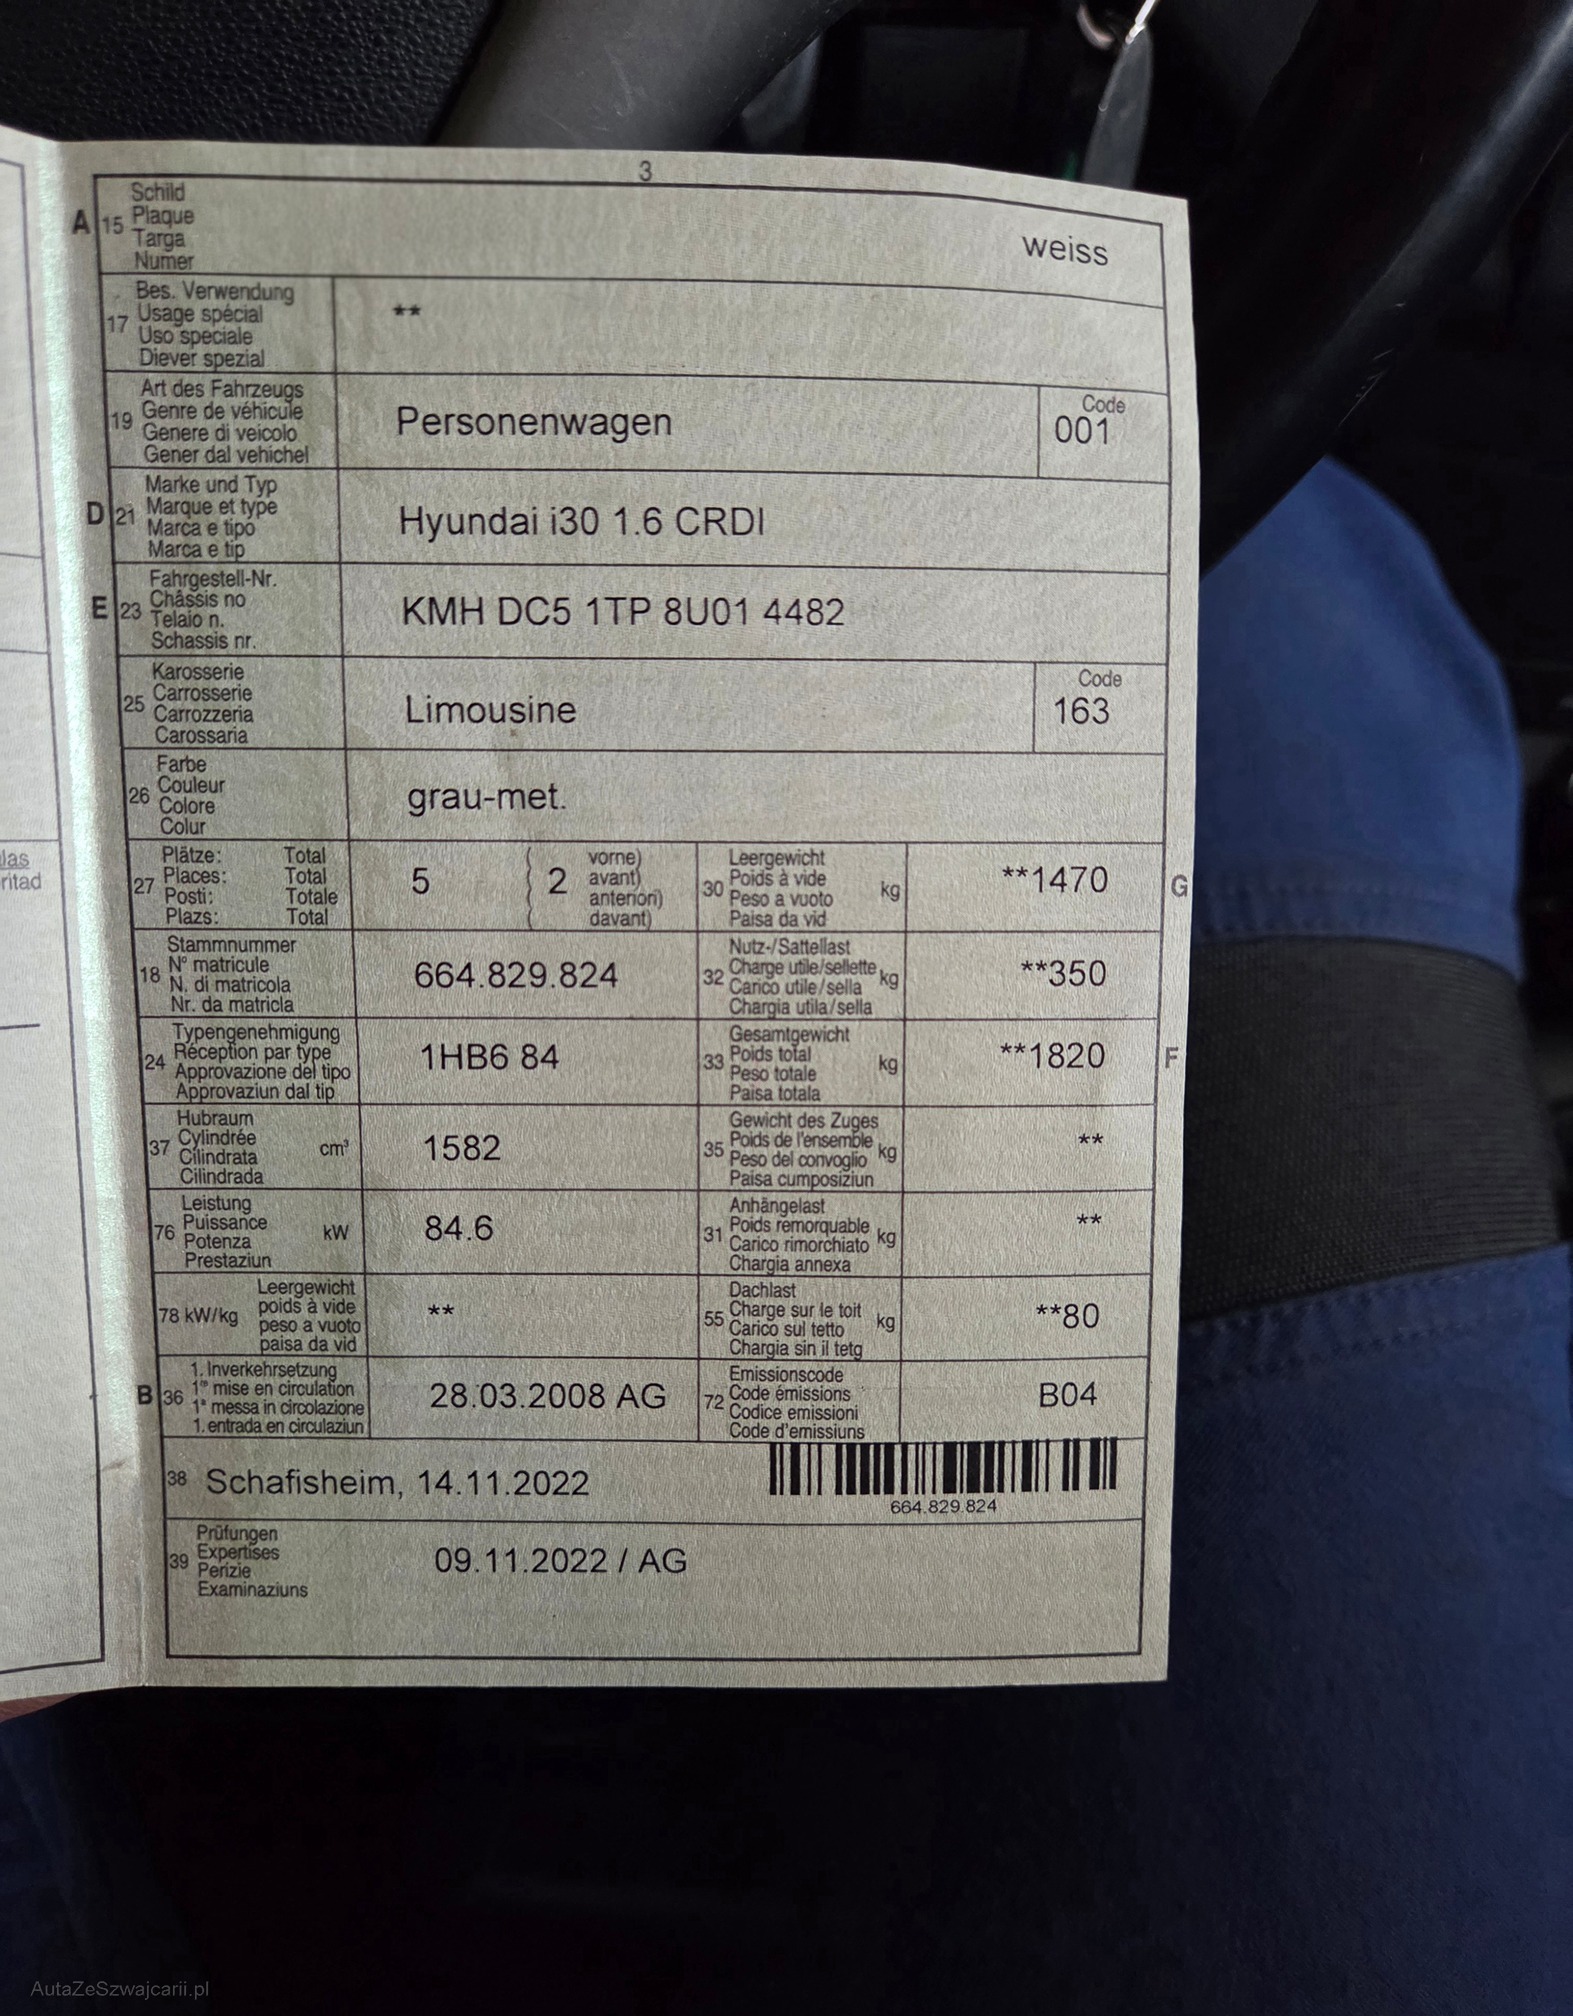 3
A 15 Schild
Plaque
Targa
Numer
weiss
17 Bes. Verwendung
Usage spécial
Uso speciale
Diever spezial
**
19 Art des Fahrzeugs
Genre de véhicule
Genere di veicolo
Gener dal vehichel
Personenwagen
Code
001
D 21 Marke und Typ
Marque et type
Marca e tipo
Marca e tip
Hyundai i30 1.6 CRDI
E 23 Fahrgestell-Nr.
Châssis no
Telaio n.
Schassis nr.
KMH DC5 1TP 8U01 4482
25 Karosserie
Carrosserie
Carrozzeria
Carossaria
Limousine
Code
163
26 Farbe
Couleur
Colore
Colur
grau-met.
27 Plätze: Total
Places: Total
Posti: Totale
Plazs: Total
5 ( 2 vorne)
( avant)
( anteriori)
( davant)
30 Leergewicht
Poids à vide kg
Peso a vuoto
Paisa da vid
**1470 G
18 Stammnummer
N° matricule
N. di matricola
Nr. da matricla
664.829.824
32 Nutz-/Sattellast
Charge utile/sellette kg
Carico utile/sella
Chargia utila/sella
**350
24 Typengenehmigung
Réception par type
Approvazione del tipo
Approvaziun dal tip
1HB6 84
33 Gesamtgewicht
Poids total kg
Peso totale
Paisa totala
**1820 F
37 Hubraum
Cylindrée cm³
Cilindrata
Cilindrada
1582
35 Gewicht des Zuges
Poids de l'ensemble kg
Peso del convoglio
Paisa cumposiziun
**
76 Leistung
Puissance kW
Potenza
Prestaziun
84.6
31 Anhängelast
Poids remorquable kg
Carico rimorchiato
Chargia annexa
**
78 kW/kg Leergewicht
poids à vide
peso a vuoto
paisa da vid
**
55 Dachlast
Charge sur le toit kg
Carico sul tetto
Chargia sin il tetg
**80
B 36 1. Inverkehrsetzung
1re mise en circulation
1a messa in circolazione
1. entrada en circulaziun
28.03.2008 AG
72 Emissionscode
Code émissions
Codice emissioni
Code d'emissiuns
B04
38 Schafisheim, 14.11.2022
664.829.824
39 Prüfungen
Expertises
Perizie
Examinaziuns
09.11.2022 / AG
AutaZeSzwajcarii.pl